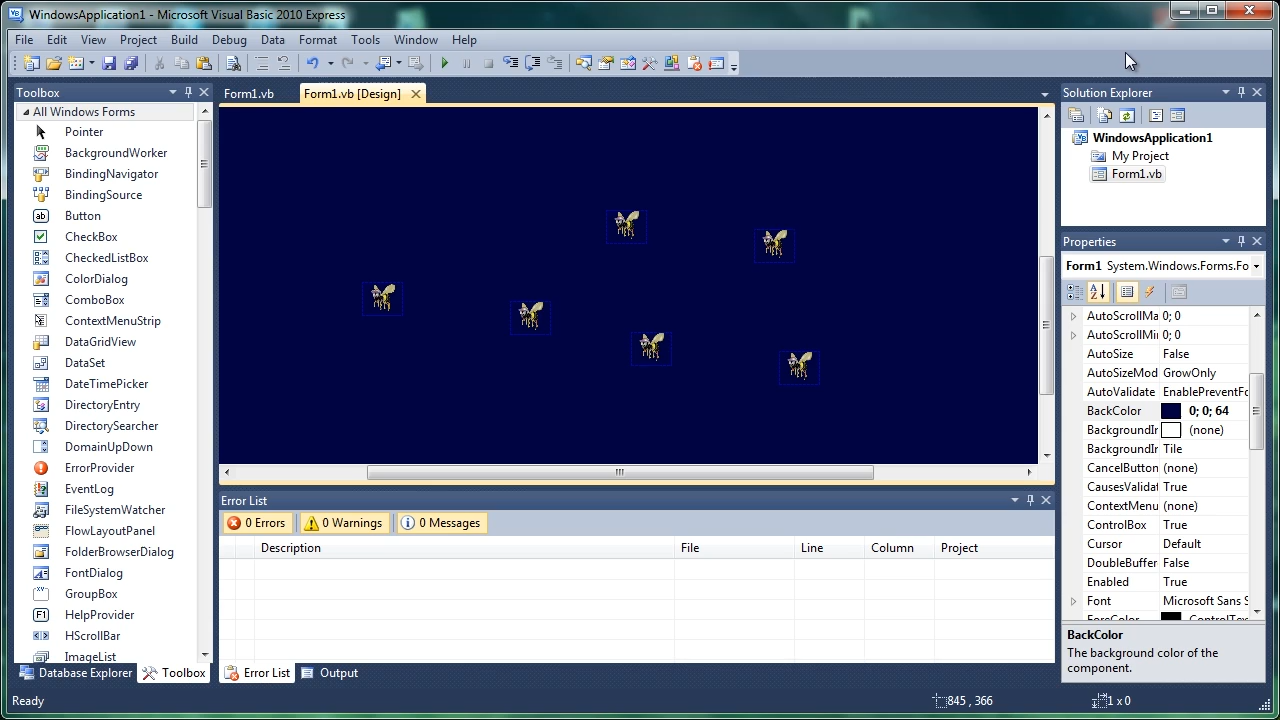 WindowsApplication1 - Microsoft Visual Basic 2010 Express
File Edit View Project Build Debug Data Format Tools Window Help
Toolbox
All Windows Forms
Pointer
BackgroundWorker
BindingNavigator
BindingSource
Button
CheckBox
CheckedListBox
ColorDialog
ComboBox
ContextMenuStrip
DataGridView
DataSet
DateTimePicker
DirectoryEntry
DirectorySearcher
DomainUpDown
ErrorProvider
EventLog
FileSystemWatcher
FlowLayoutPanel
FolderBrowserDialog
FontDialog
GroupBox
HelpProvider
HScrollBar
ImageList
Database Explorer Toolbox
Form1.vb Form1.vb [Design]
Error List
0 Errors 0 Warnings 0 Messages
Description File Line Column Project
Error List Output
Solution Explorer
WindowsApplication1
My Project
Form1.vb
Properties
Form1 System.Windows.Forms.Fo
AutoScrollMa 0; 0
AutoScrollMi 0; 0
AutoSize False
AutoSizeMod GrowOnly
AutoValidate EnablePreventFo
BackColor 0; 0; 64
BackgroundIr (none)
BackgroundIr Tile
CancelButton (none)
CausesValidat True
ContextMenu (none)
ControlBox True
Cursor Default
DoubleBuffer False
Enabled True
Font Microsoft Sans S
ForeColor ControlText
BackColor
The background color of the
component.
Ready 845 , 366 1 x 0